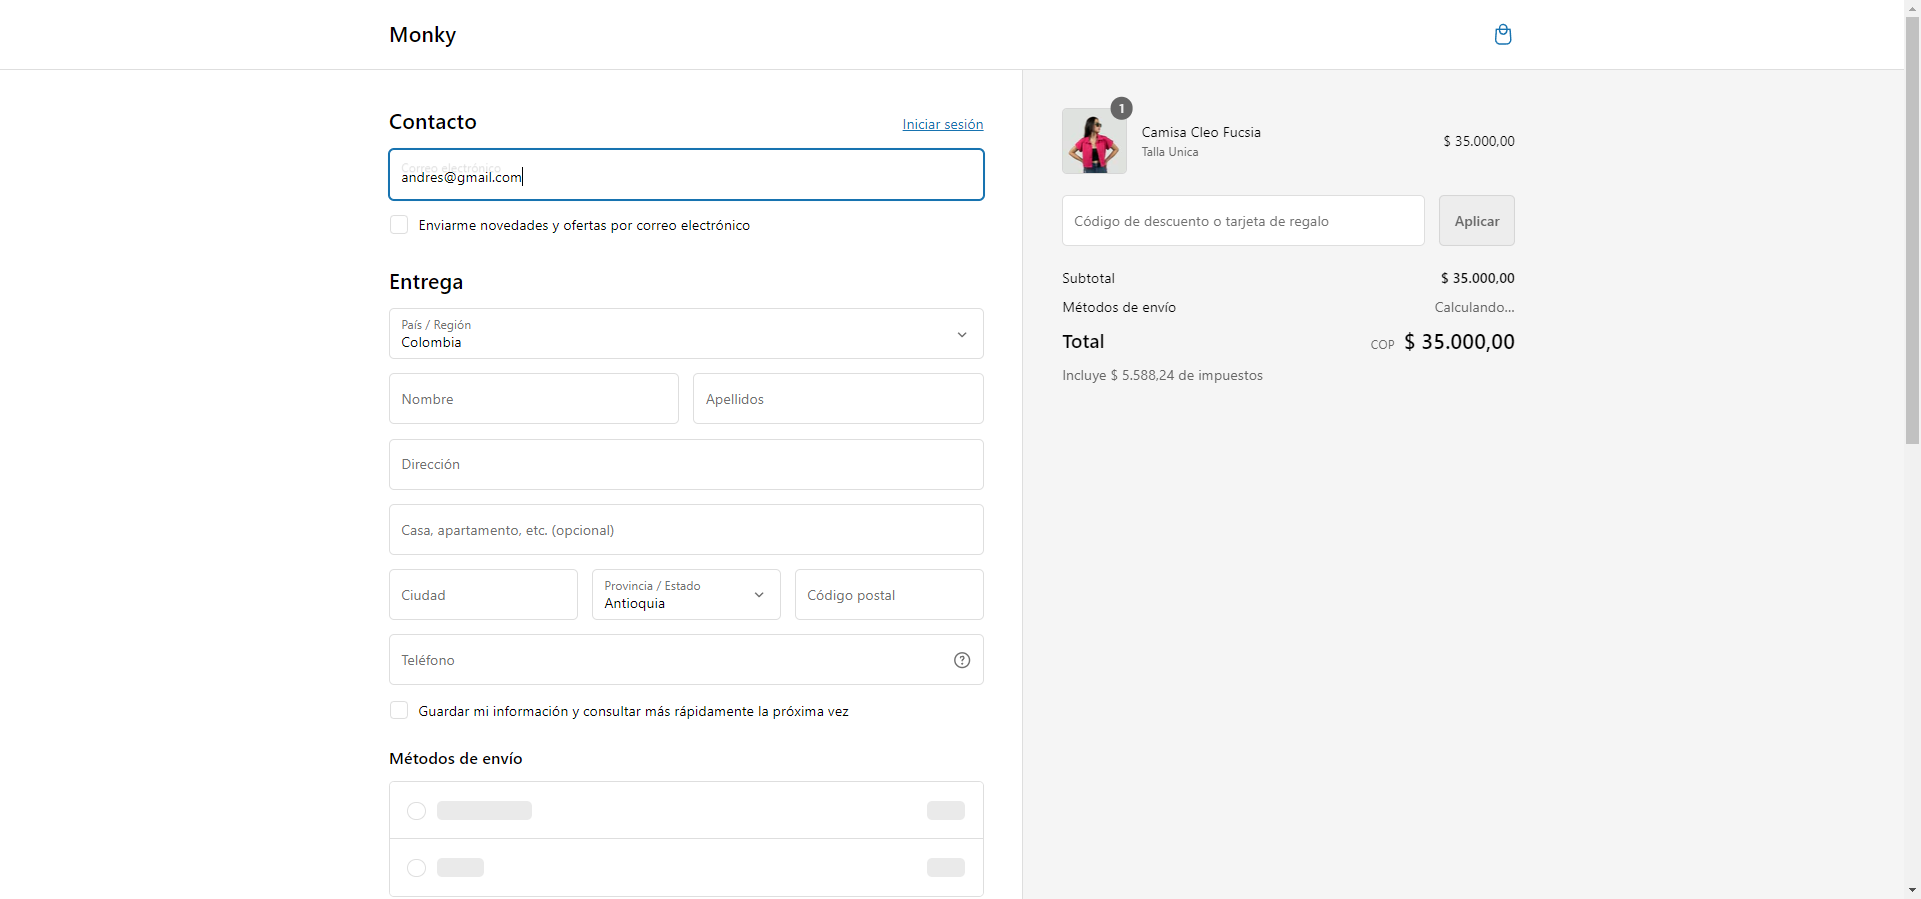 Monky
Contacto
Iniciar sesión
Correo electrónico
andres@gmail.com
Enviarme novedades y ofertas por correo electrónico
Entrega
País / Región
Colombia
Nombre
Apellidos
Dirección
Casa, apartamento, etc. (opcional)
Ciudad
Provincia / Estado
Antioquia
Código postal
Teléfono
Guardar mi información y consultar más rápidamente la próxima vez
Métodos de envío
1
Camisa Cleo Fucsia
Talla Unica
$ 35.000,00
Código de descuento o tarjeta de regalo
Aplicar
Subtotal
$ 35.000,00
Métodos de envío
Calculando...
Total
COP $ 35.000,00
Incluye $ 5.588,24 de impuestos